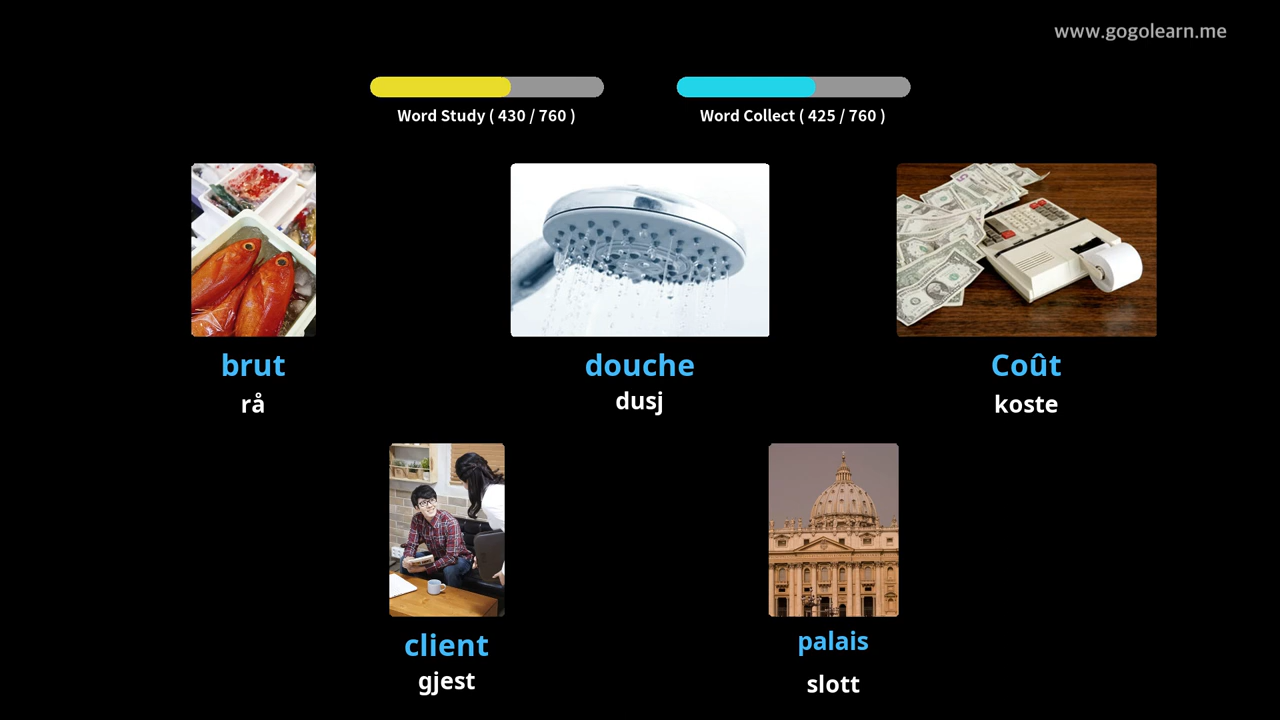 www.gogolearn.me
Word Study ( 430 / 760 )
Word Collect ( 425 / 760 )
brut
rå
douche
dusj
Coût
koste
client
gjest
palais
slott